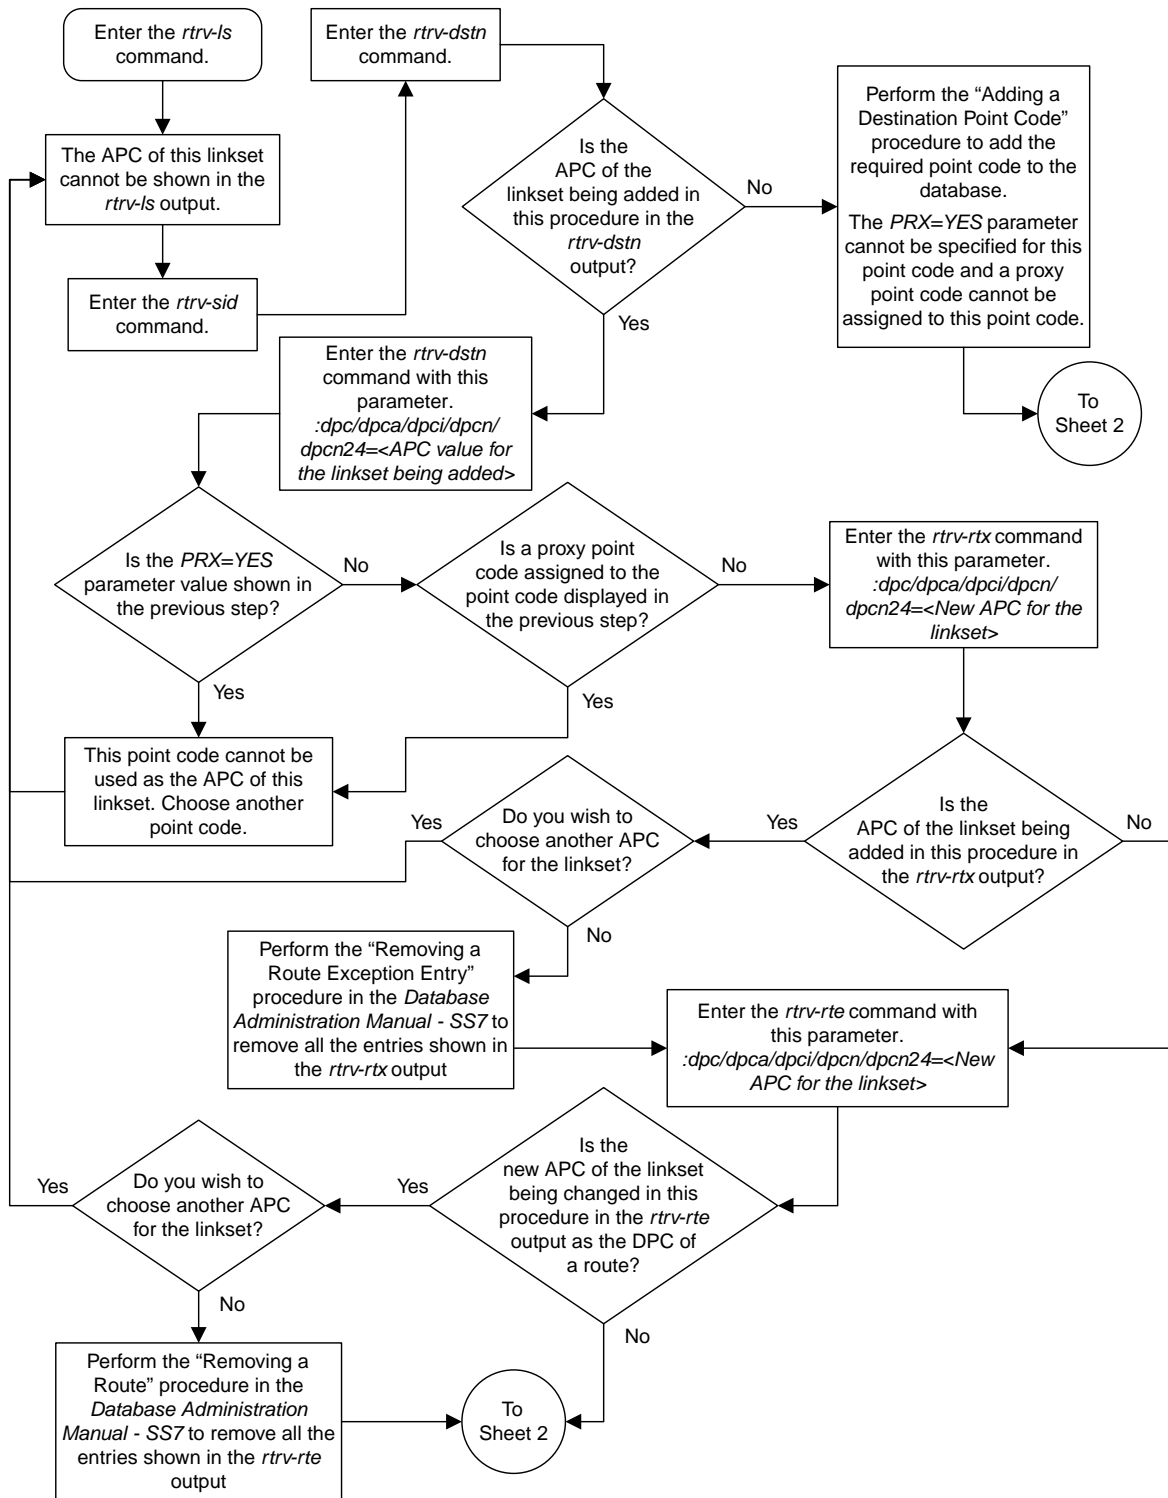 Enter the rtrv-ls
command.
The APC of this linkset
cannot be shown in the
rtrv-ls output.
Enter the rtrv-sid
command.
Enter the rtrv-dstn
command.
Is the
APC of the
linkset being added in
this procedure in the
rtrv-dstn
output?
No
Yes
Perform the “Adding a
Destination Point Code”
procedure to add the
required point code to the
database.
The PRX=YES parameter
cannot be specified for this
point code and a proxy
point code cannot be
assigned to this point code.
To
Sheet 2
Enter the rtrv-dstn
command with this
parameter.
:dpc/dpca/dpci/dpcn/
dpcn24=<APC value for
the linkset being added>
Is the PRX=YES
parameter value shown in
the previous step?
No
Yes
Is a proxy point
code assigned to the
point code displayed in
the previous step?
No
Yes
Enter the rtrv-rtx command
with this parameter.
:dpc/dpca/dpci/dpcn/
dpcn24=<New APC for the
linkset>
This point code cannot be
used as the APC of this
linkset. Choose another
point code.
Is the
APC of the linkset being
added in this procedure in
the rtrv-rtx output?
Yes
No
Do you wish to
choose another APC
for the linkset?
Yes
No
Perform the “Removing a
Route Exception Entry”
procedure in the Database
Administration Manual - SS7 to
remove all the entries shown in
the rtrv-rtx output
Enter the rtrv-rte command with
this parameter.
:dpc/dpca/dpci/dpcn/dpcn24=<New
APC for the linkset>
Is the
new APC of the linkset
being changed in this
procedure in the rtrv-rte
output as the DPC of
a route?
Yes
No
Do you wish to
choose another APC
for the linkset?
Yes
No
Perform the “Removing a
Route” procedure in the
Database Administration
Manual - SS7 to remove all the
entries shown in the rtrv-rte
output
To
Sheet 2